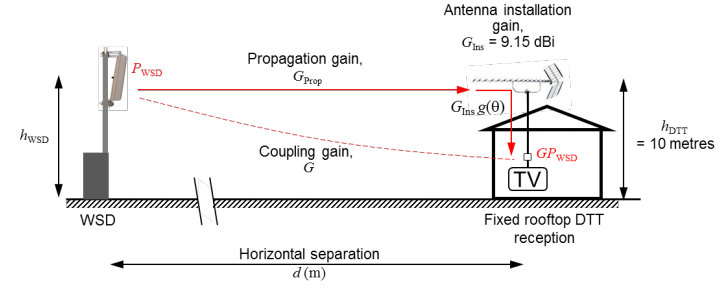 Antenna installation
gain,
G_Ins = 9.15 dBi
Propagation gain,
G_Prop
P_WSD
G_Ins g(θ)
h_WSD
h_DTT
= 10 metres
Coupling gain,
G
GP_WSD
TV
WSD
Fixed rooftop DTT
reception
Horizontal separation
d (m)